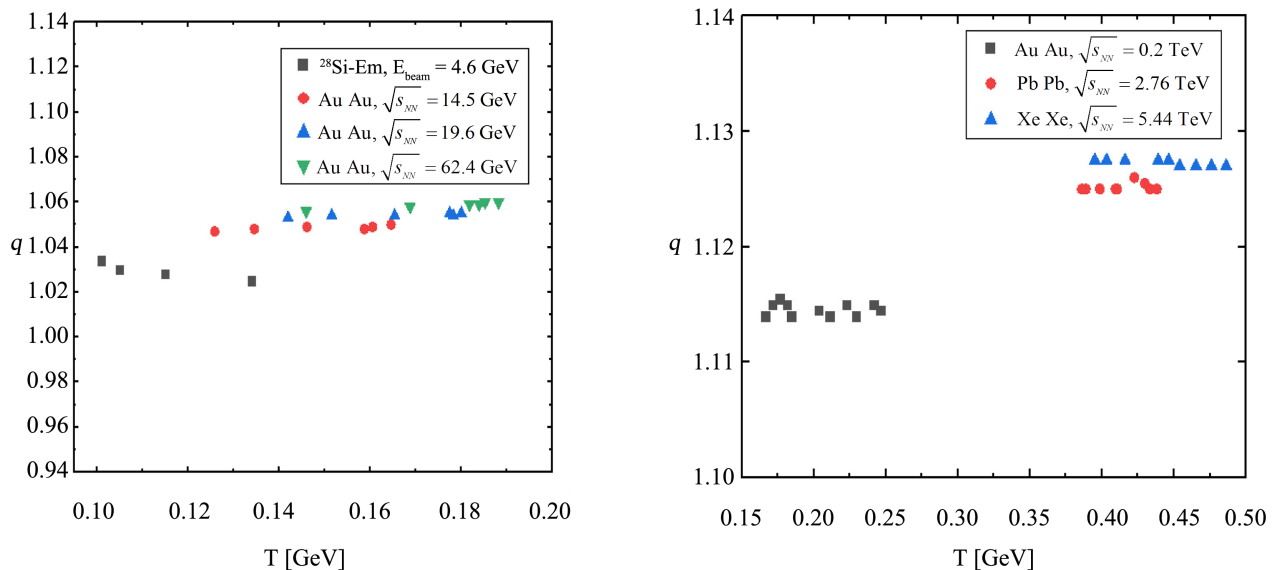 1.14
1.12
1.10
1.08
1.06
1.04
1.02
1.00
0.98
0.96
0.94
q
0.10 0.12 0.14 0.16 0.18 0.20
T [GeV]
²⁸Si-Em, E_beam = 4.6 GeV
Au Au, √s_NN = 14.5 GeV
Au Au, √s_NN = 19.6 GeV
Au Au, √s_NN = 62.4 GeV
1.14
1.13
1.12
1.11
1.10
q
0.15 0.20 0.25 0.30 0.35 0.40 0.45 0.50
T [GeV]
Au Au, √s_NN = 0.2 TeV
Pb Pb, √s_NN = 2.76 TeV
Xe Xe, √s_NN = 5.44 TeV